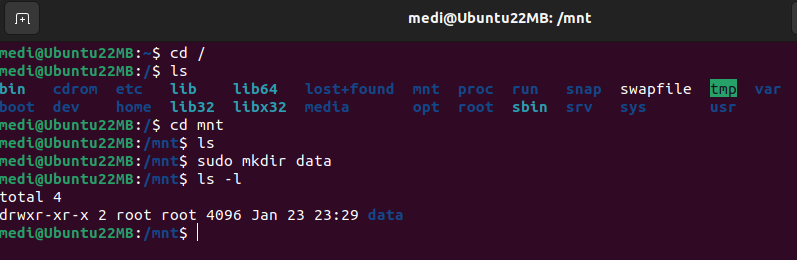 medi@Ubuntu22MB: /mnt
medi@Ubuntu22MB:~$ cd /
medi@Ubuntu22MB:/$ ls
bin cdrom etc lib lib64 lost+found mnt proc run snap swapfile tmp var
boot dev home lib32 libx32 media opt root sbin srv sys usr
medi@Ubuntu22MB:/$ cd mnt
medi@Ubuntu22MB:/mnt$ ls
medi@Ubuntu22MB:/mnt$ sudo mkdir data
medi@Ubuntu22MB:/mnt$ ls -l
total 4
drwxr-xr-x 2 root root 4096 Jan 23 23:29 data
medi@Ubuntu22MB:/mnt$